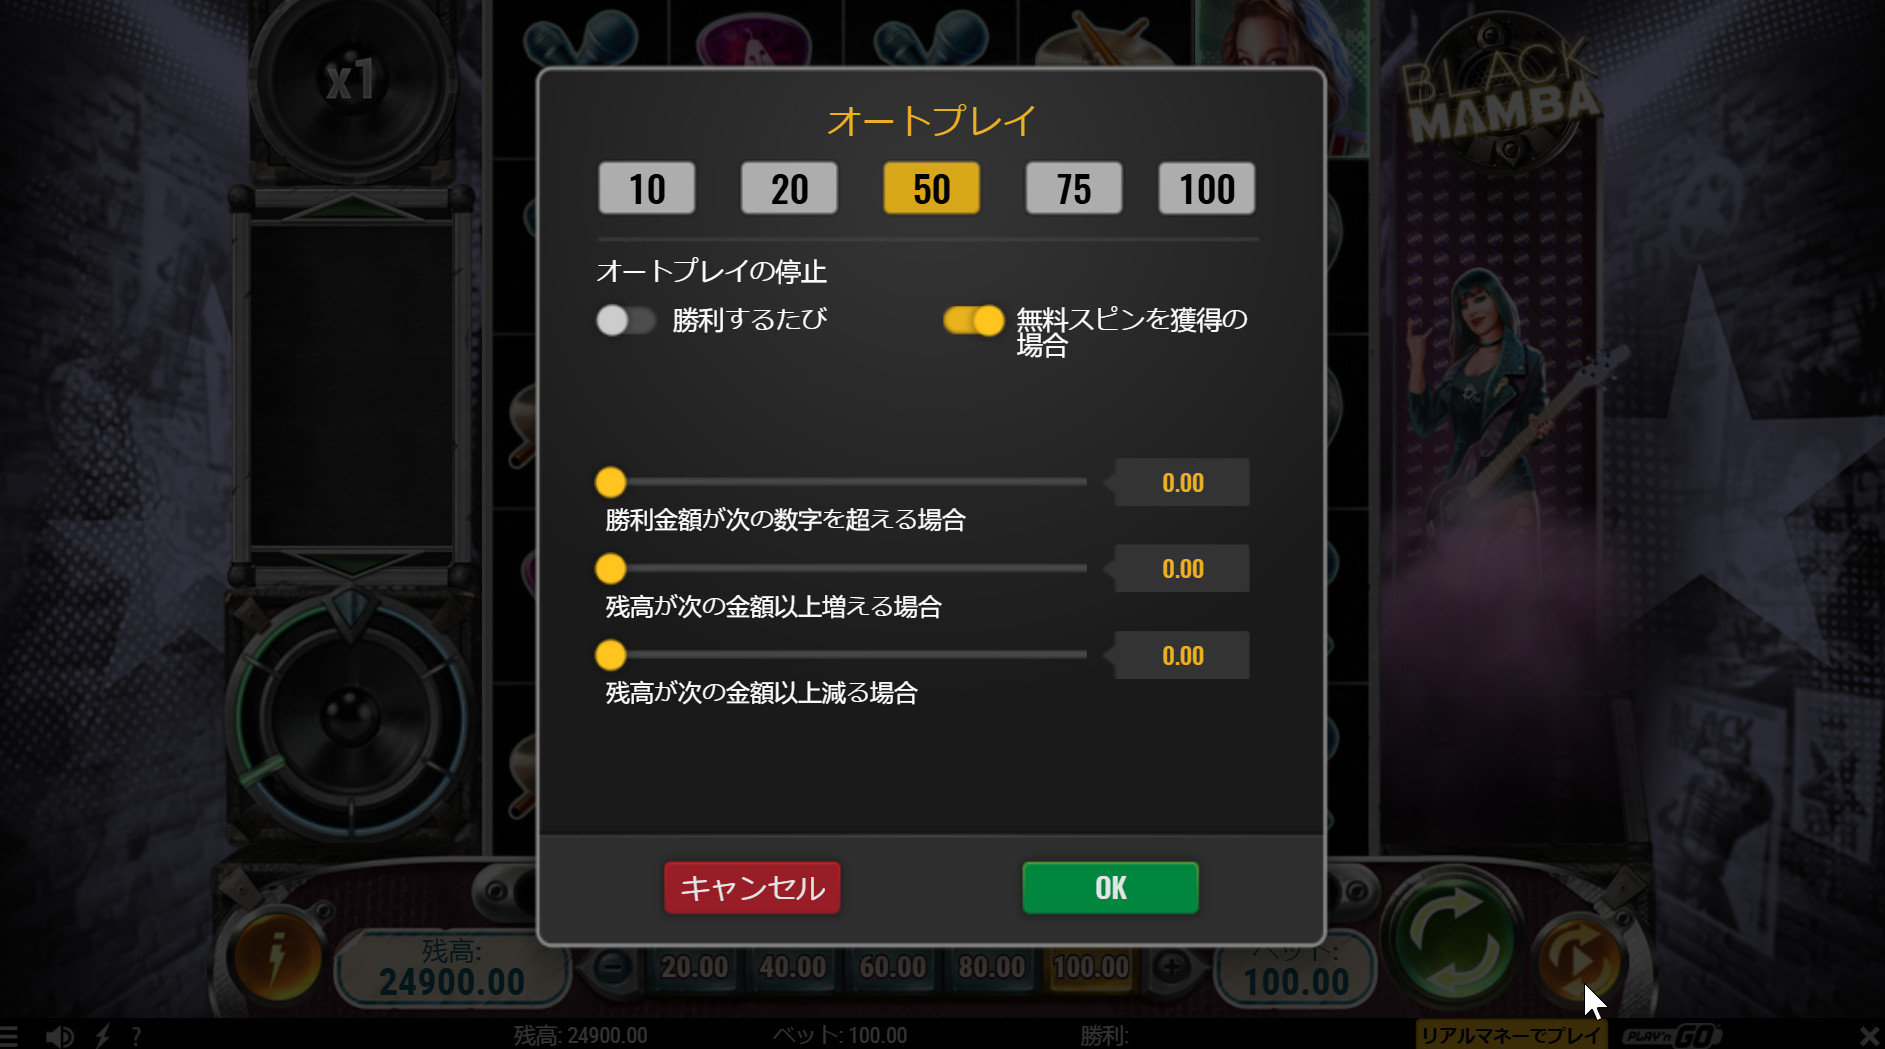 x1
BLACK
MAMBA
オートプレイ
10 20 50 75 100
オートプレイの停止
勝利するたび
無料スピンを獲得の
場合
0.00
勝利金額が次の数字を超える場合
0.00
残高が次の金額以上増える場合
0.00
残高が次の金額以上減る場合
キャンセル OK
残高:
24900.00
20.00 40.00 60.00 80.00 100.00
ベット:
100.00
?
残高: 24900.00 ベット: 100.00 勝利:
リアルマネーでプレイ
PLAY'n GO